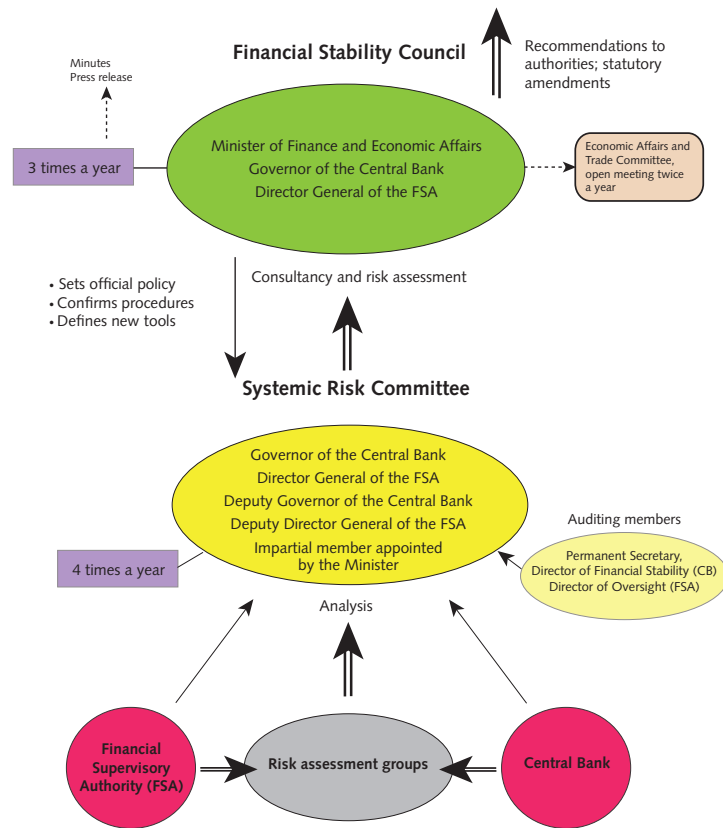 Financial Stability Council
Recommendations to
authorities; statutory
amendments
Minutes
Press release
3 times a year
Minister of Finance and Economic Affairs
Governor of the Central Bank
Director General of the FSA
Economic Affairs and
Trade Committee,
open meeting twice
a year
• Sets official policy
• Confirms procedures
• Defines new tools
Consultancy and risk assessment
Systemic Risk Committee
Governor of the Central Bank
Director General of the FSA
Deputy Governor of the Central Bank
Deputy Director General of the FSA
Impartial member appointed
by the Minister
4 times a year
Auditing members
Permanent Secretary,
Director of Financial Stability (CB)
Director of Oversight (FSA)
Analysis
Financial
Supervisory
Authority (FSA)
Risk assessment groups
Central Bank